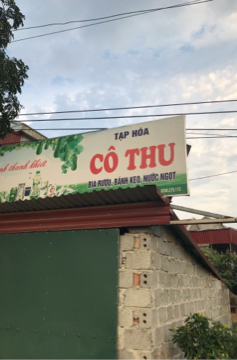 TẠP HÓA
CÔ THU
BIA RƯỢU, BÁNH KẸO, NƯỚC NGỌT